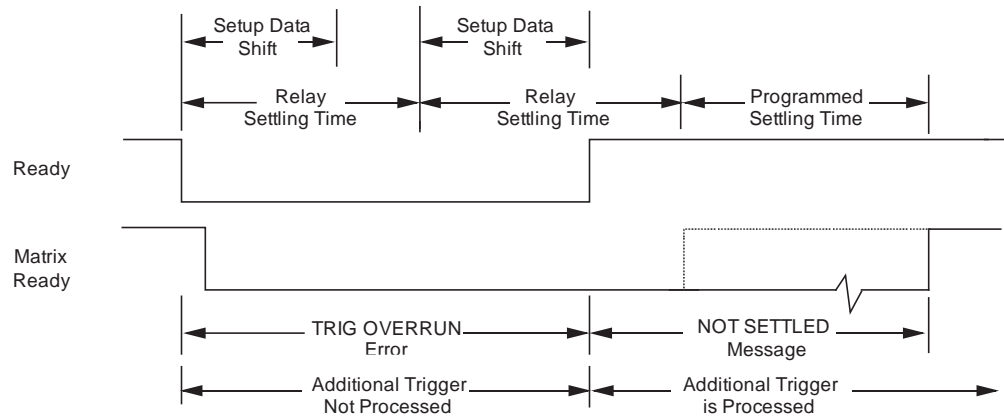 Setup Data
Shift
Setup Data
Shift
Relay
Settling Time
Relay
Settling Time
Programmed
Settling Time
Ready
Matrix
Ready
TRIG OVERRUN
Error
NOT SETTLED
Message
Additional Trigger
Not Processed
Additional Trigger
is Processed